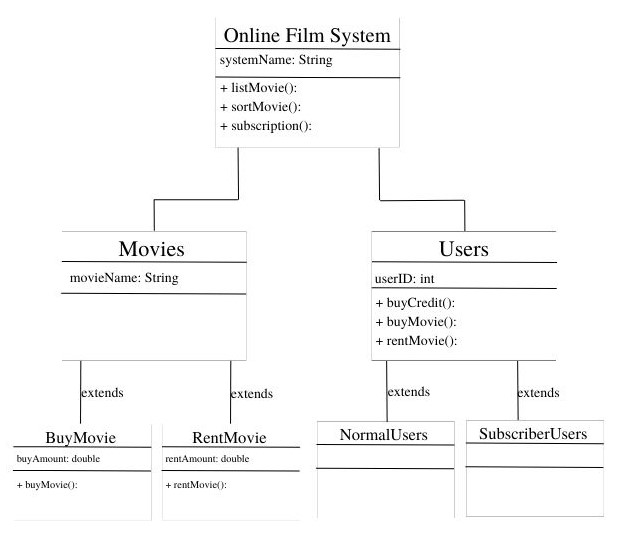 Online Film System
systemName: String
+ listMovie():
+ sortMovie():
+ subscription():
Movies
movieName: String
Users
userID: int
+ buyCredit():
+ buyMovie():
+ rentMovie():
extends
extends
extends
extends
BuyMovie
buyAmount: double
+ buyMovie():
RentMovie
rentAmount: double
+ rentMovie():
NormalUsers
SubscriberUsers